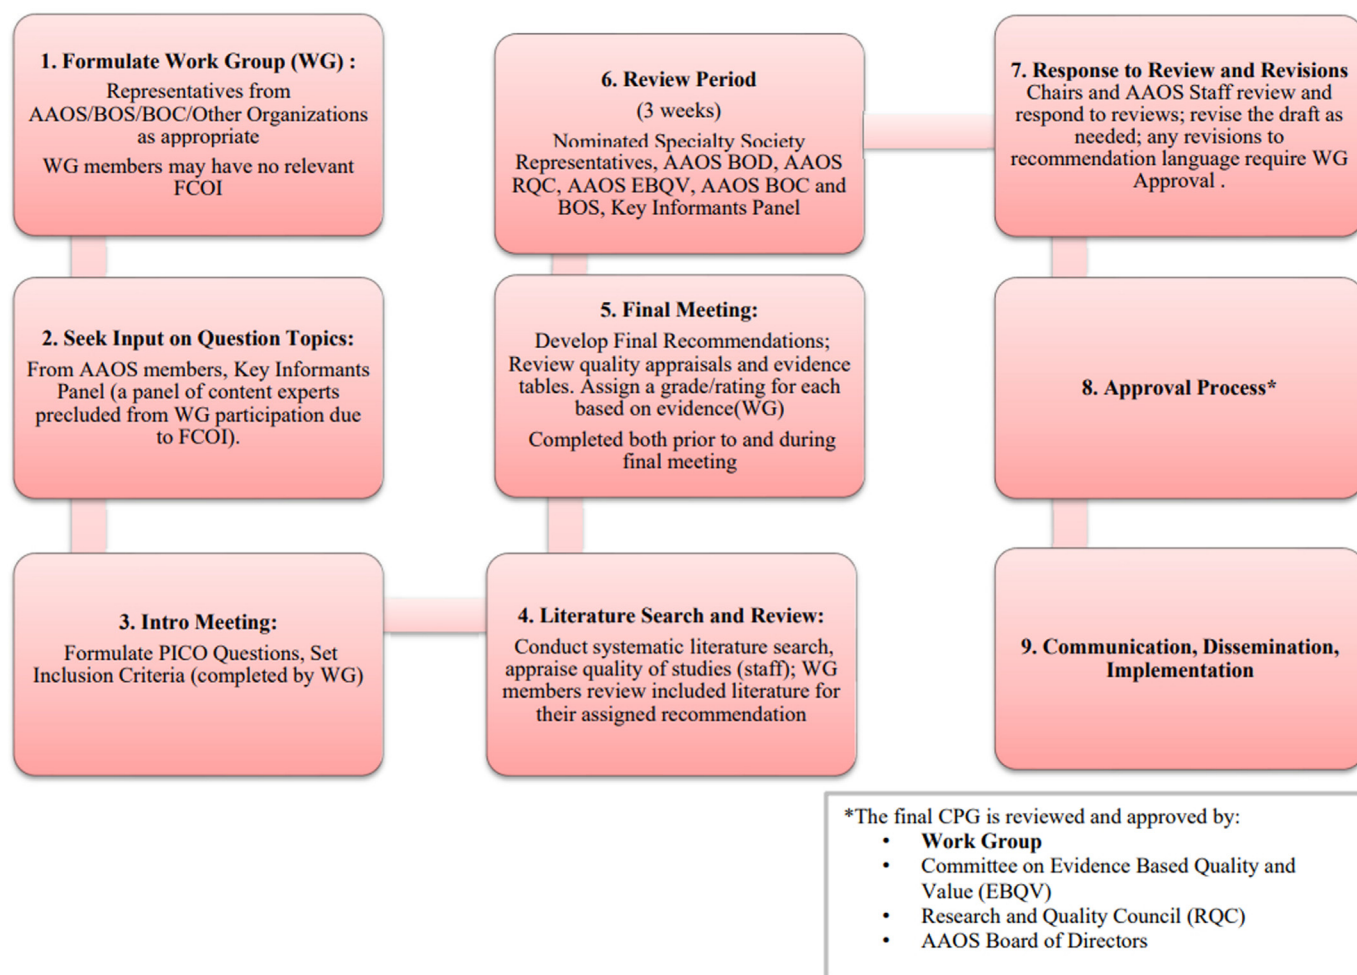 1. Formulate Work Group (WG) :
Representatives from
AAOS/BOS/BOC/Other Organizations
as appropriate
WG members may have no relevant
FCOI
2. Seek Input on Question Topics:
From AAOS members, Key Informants
Panel (a panel of content experts
precluded from WG participation due
to FCOI).
3. Intro Meeting:
Formulate PICO Questions, Set
Inclusion Criteria (completed by WG)
4. Literature Search and Review:
Conduct systematic literature search,
appraise quality of studies (staff); WG
members review included literature for
their assigned recommendation
5. Final Meeting:
Develop Final Recommendations;
Review quality appraisals and evidence
tables. Assign a grade/rating for each
based on evidence(WG)
Completed both prior to and during
final meeting
6. Review Period
(3 weeks)
Nominated Specialty Society
Representatives, AAOS BOD, AAOS
RQC, AAOS EBQV, AAOS BOC and
BOS, Key Informants Panel
7. Response to Review and Revisions
Chairs and AAOS Staff review and
respond to reviews; revise the draft as
needed; any revisions to
recommendation language require WG
Approval .
8. Approval Process*
9. Communication, Dissemination,
Implementation
*The final CPG is reviewed and approved by:
• Work Group
• Committee on Evidence Based Quality and
Value (EBQV)
• Research and Quality Council (RQC)
• AAOS Board of Directors